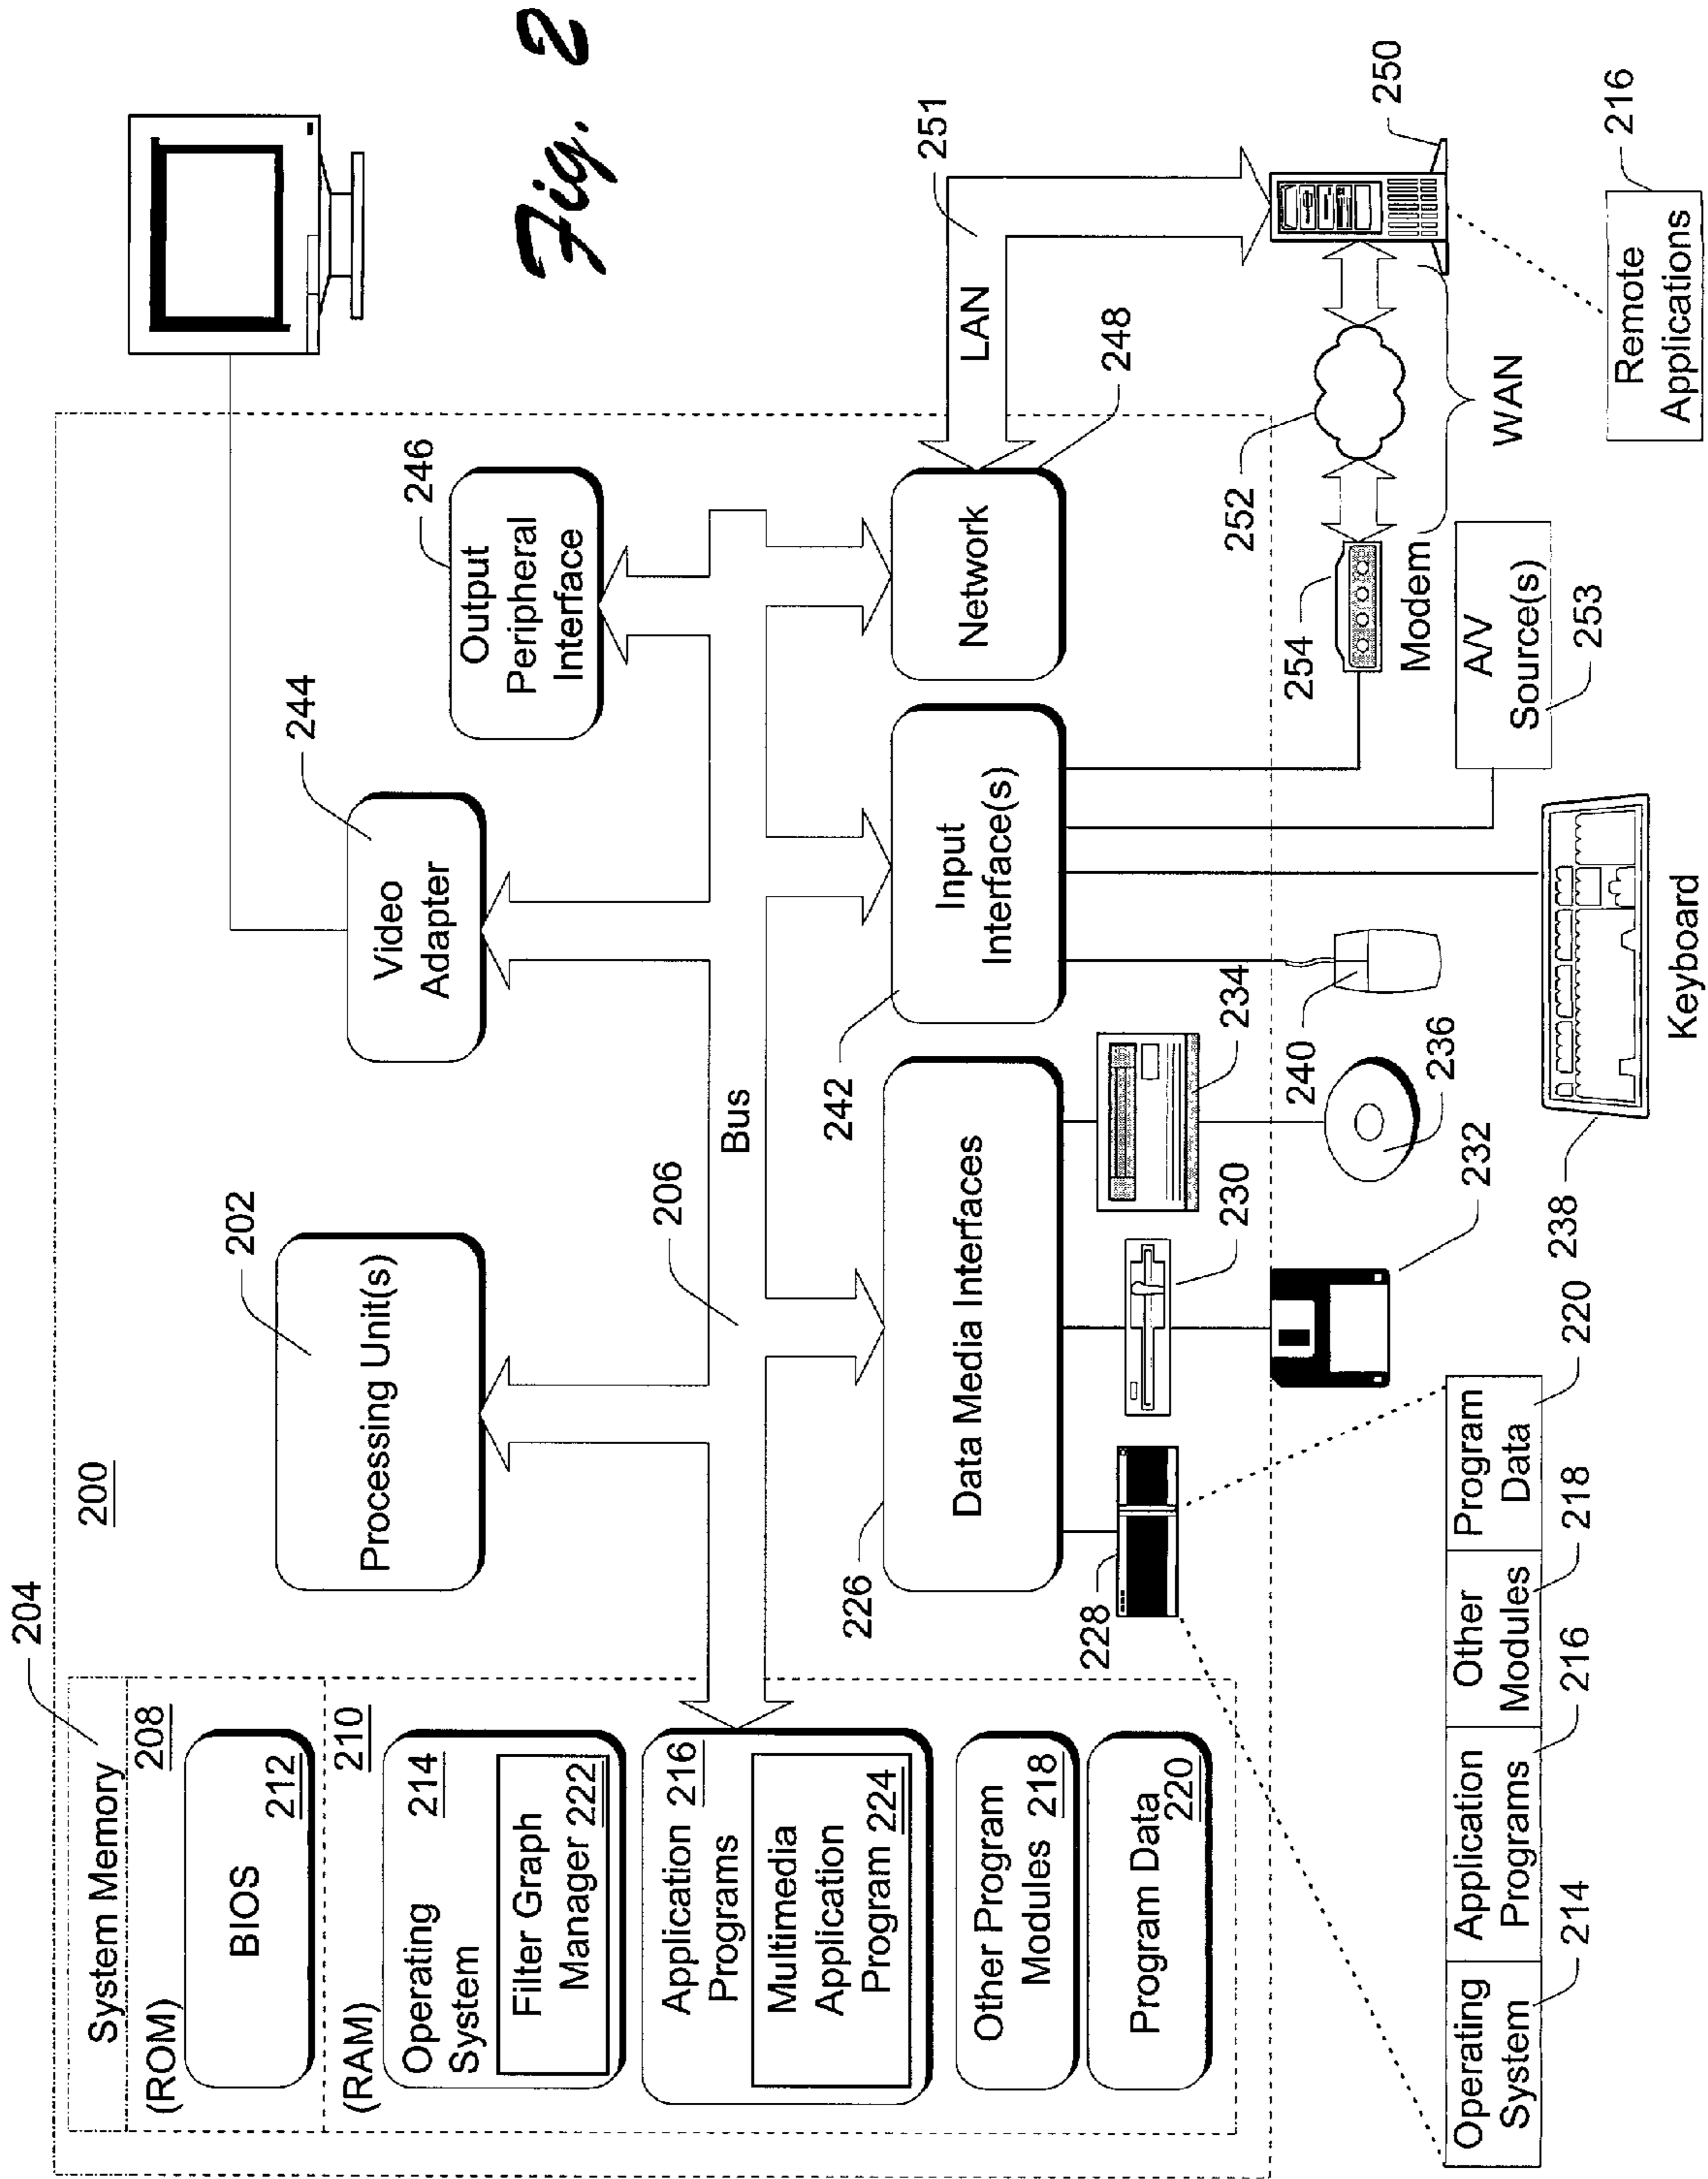 200
204
System Memory
(ROM) 208
BIOS
212
(RAM) 210
Operating 214
System
Filter Graph
Manager 222
Application 216
Programs
Multimedia
Application
Program 224
Other Program
Modules 218
Program Data
220
202
Processing Unit(s)
244
Video
Adapter
246
Output
Peripheral
Interface
Fig. 2
206
Bus
226
Data Media Interfaces
242
Input
Interface(s)
Network
248
LAN
251
228
230
234
240
254
Modem
252
WAN
250
232
236
A/V
Source(s)
253
Remote
Applications
216
238
Keyboard
Operating
System
Application
Programs
Other
Modules
Program
Data
214
216
218
220